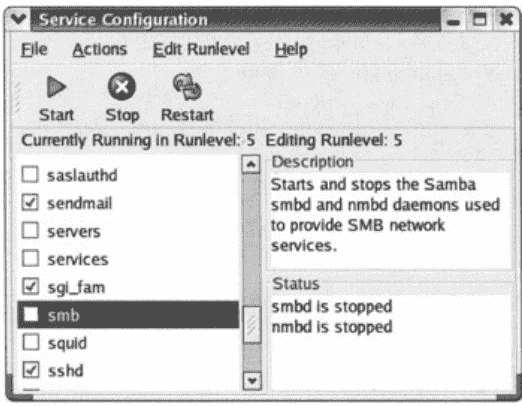 Service Configuration
File Actions Edit Runlevel Help
Start Stop Restart
Currently Running in Runlevel: 5 Editing Runlevel: 5
saslauthd
sendmail
servers
services
sgi_fam
smb
squid
sshd
Description
Starts and stops the Samba
smbd and nmbd daemons used
to provide SMB network
services.
Status
smbd is stopped
nmbd is stopped